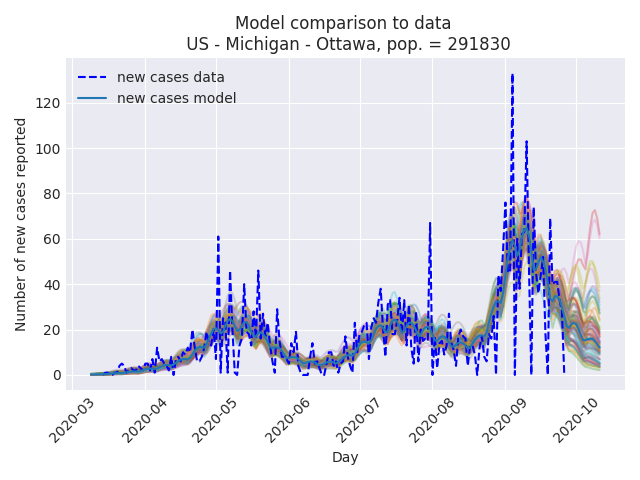 Model comparison to data
US - Michigan - Ottawa, pop. = 291830
new cases data
new cases model
Number of new cases reported
120
100
80
60
40
20
0
2020-03
2020-04
2020-05
2020-06
2020-07
2020-08
2020-09
2020-10
Day